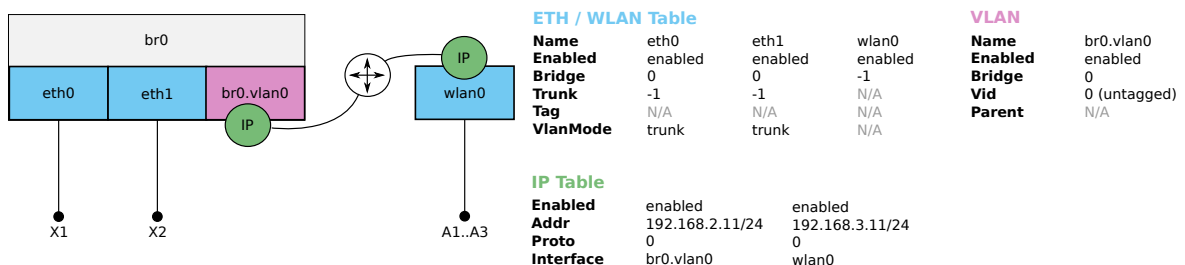 br0
eth0
eth1
br0.vlan0
IP
IP
wlan0
X1
X2
A1..A3
ETH / WLAN Table
Name eth0 eth1 wlan0
Enabled enabled enabled enabled
Bridge 0 0 -1
Trunk -1 -1 N/A
Tag N/A N/A N/A
VlanMode trunk trunk N/A
VLAN
Name br0.vlan0
Enabled enabled
Bridge 0
Vid 0 (untagged)
Parent N/A
IP Table
Enabled enabled enabled
Addr 192.168.2.11/24 192.168.3.11/24
Proto 0 0
Interface br0.vlan0 wlan0